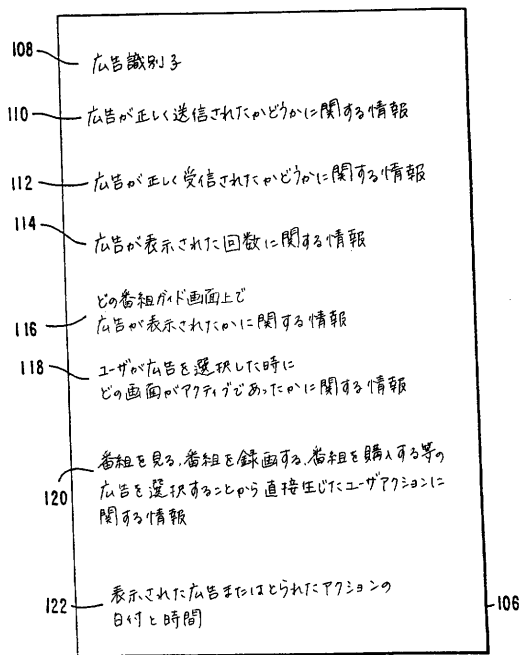 108 広告識別子
110 広告が正しく送信されたかどうかに関する情報
112 広告が正しく受信されたかどうかに関する情報
114 広告が表示された回数に関する情報
どの番組ガイド画面上で
116 広告が表示されたかに関する情報
118 ユーザが広告を選択した時に
どの画面がアクティブであったかに関する情報
番組を見る、番組を録画する、番組を購入する等の
120 広告を選択することから直接生じたユーザアクションに
関する情報
122 表示された広告またはとられたアクションの 106
日付と時間